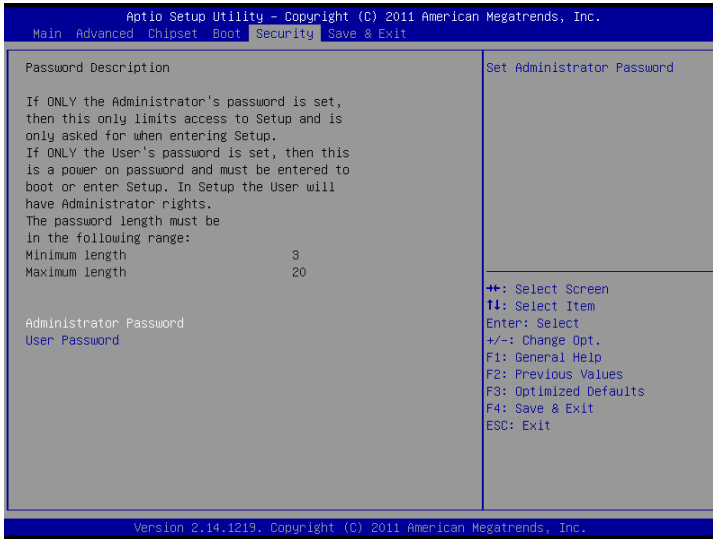 Aptio Setup Utility – Copyright (C) 2011 American Megatrends, Inc.
Main Advanced Chipset Boot Security Save & Exit
Password Description
If ONLY the Administrator's password is set,
then this only limits access to Setup and is
only asked for when entering Setup.
If ONLY the User's password is set, then this
is a power on password and must be entered to
boot or enter Setup. In Setup the User will
have Administrator rights.
The password length must be
in the following range:
Minimum length 3
Maximum length 20
Administrator Password
User Password
Set Administrator Password
→←: Select Screen
↑↓: Select Item
Enter: Select
+/-: Change Opt.
F1: General Help
F2: Previous Values
F3: Optimized Defaults
F4: Save & Exit
ESC: Exit
Version 2.14.1219. Copyright (C) 2011 American Megatrends, Inc.